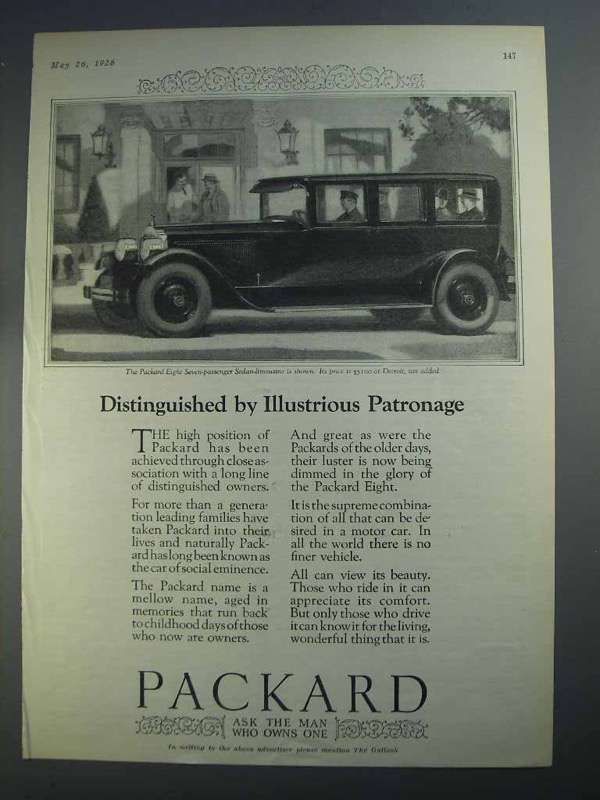 May 26, 1926
147
The Packard Eight Seven-passenger Sedan-limousine is shown. Its price is $5100 at Detroit, tax added.
Distinguished by Illustrious Patronage
THE high position of
Packard has been
achieved through close as-
sociation with a long line
of distinguished owners.
For more than a genera-
tion leading families have
taken Packard into their
lives and naturally Pack-
ard has long been known as
the car of social eminence.
The Packard name is a
mellow name, aged in
memories that run back
to childhood days of those
who now are owners.
And great as were the
Packards of the older days,
their luster is now being
dimmed in the glory of
the Packard Eight.
It is the supreme combina-
tion of all that can be de-
sired in a motor car. In
all the world there is no
finer vehicle.
All can view its beauty.
Those who ride in it can
appreciate its comfort.
But only those who drive
it can know it for the living,
wonderful thing that it is.
PACKARD
ASK THE MAN
WHO OWNS ONE
In writing to the above advertiser please mention The Outlook